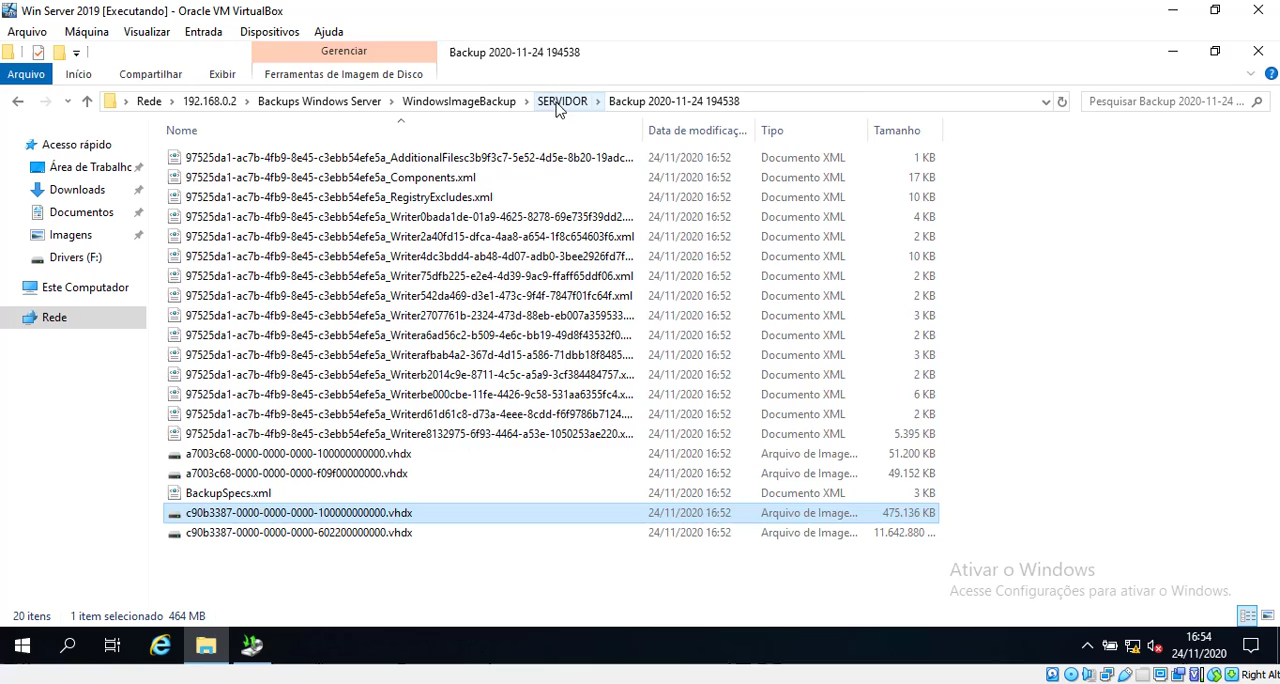 Win Server 2019 [Executando] - Oracle VM VirtualBox
Arquivo Máquina Visualizar Entrada Dispositivos Ajuda
Gerenciar Backup 2020-11-24 194538
Arquivo Início Compartilhar Exibir Ferramentas de Imagem de Disco
Rede › 192.168.0.2 › Backups Windows Server › WindowsImageBackup › SERVIDOR › Backup 2020-11-24 194538 Pesquisar Backup 2020-11-24 ...
Nome Data de modificaç... Tipo Tamanho
Acesso rápido
Área de Trabalho
Downloads
Documentos
Imagens
Drivers (F:)
Este Computador
Rede
97525da1-ac7b-4fb9-8e45-c3ebb54efe5a_AdditionalFilesc3b9f3c7-5e52-4d5e-8b20-19adc... 24/11/2020 16:52 Documento XML 1 KB
97525da1-ac7b-4fb9-8e45-c3ebb54efe5a_Components.xml 24/11/2020 16:52 Documento XML 17 KB
97525da1-ac7b-4fb9-8e45-c3ebb54efe5a_RegistryExcludes.xml 24/11/2020 16:52 Documento XML 10 KB
97525da1-ac7b-4fb9-8e45-c3ebb54efe5a_Writer0bada1de-01a9-4625-8278-69e735f39dd2.... 24/11/2020 16:52 Documento XML 4 KB
97525da1-ac7b-4fb9-8e45-c3ebb54efe5a_Writer2a40fd15-dfca-4aa8-a654-1f8c654603f6.xml 24/11/2020 16:52 Documento XML 2 KB
97525da1-ac7b-4fb9-8e45-c3ebb54efe5a_Writer4dc3bdd4-ab48-4d07-adb0-3bee2926fd7f... 24/11/2020 16:52 Documento XML 10 KB
97525da1-ac7b-4fb9-8e45-c3ebb54efe5a_Writer75dfb225-e2e4-4d39-9ac9-ffaff65ddf06.xml 24/11/2020 16:52 Documento XML 2 KB
97525da1-ac7b-4fb9-8e45-c3ebb54efe5a_Writer542da469-d3e1-473c-9f4f-7847f01fc64f.xml 24/11/2020 16:52 Documento XML 2 KB
97525da1-ac7b-4fb9-8e45-c3ebb54efe5a_Writer2707761b-2324-473d-88eb-eb007a359533.... 24/11/2020 16:52 Documento XML 3 KB
97525da1-ac7b-4fb9-8e45-c3ebb54efe5a_Writera6ad56c2-b509-4e6c-bb19-49d8f43532f0.... 24/11/2020 16:52 Documento XML 2 KB
97525da1-ac7b-4fb9-8e45-c3ebb54efe5a_Writerafbab4a2-367d-4d15-a586-71dbb18f8485.... 24/11/2020 16:52 Documento XML 3 KB
97525da1-ac7b-4fb9-8e45-c3ebb54efe5a_Writerb2014c9e-8711-4c5c-a5a9-3cf384484757.x... 24/11/2020 16:52 Documento XML 2 KB
97525da1-ac7b-4fb9-8e45-c3ebb54efe5a_Writerbe000cbe-11fe-4426-9c58-531aa6355fc4.x... 24/11/2020 16:52 Documento XML 6 KB
97525da1-ac7b-4fb9-8e45-c3ebb54efe5a_Writerd61d61c8-d73a-4eee-8cdd-f6f9786b7124.... 24/11/2020 16:52 Documento XML 2 KB
97525da1-ac7b-4fb9-8e45-c3ebb54efe5a_Writere8132975-6f93-4464-a53e-1050253ae220.x... 24/11/2020 16:52 Documento XML 5.395 KB
a7003c68-0000-0000-0000-100000000000.vhdx 24/11/2020 16:52 Arquivo de Image... 51.200 KB
a7003c68-0000-0000-0000-f09f00000000.vhdx 24/11/2020 16:52 Arquivo de Image... 49.152 KB
BackupSpecs.xml 24/11/2020 16:52 Documento XML 3 KB
c90b3387-0000-0000-0000-100000000000.vhdx 24/11/2020 16:52 Arquivo de Image... 475.136 KB
c90b3387-0000-0000-0000-602200000000.vhdx 24/11/2020 16:52 Arquivo de Image... 11.642.880 ...
Ativar o Windows
Acesse Configurações para ativar o Windows.
20 itens 1 item selecionado 464 MB
16:54
24/11/2020
Right Alt